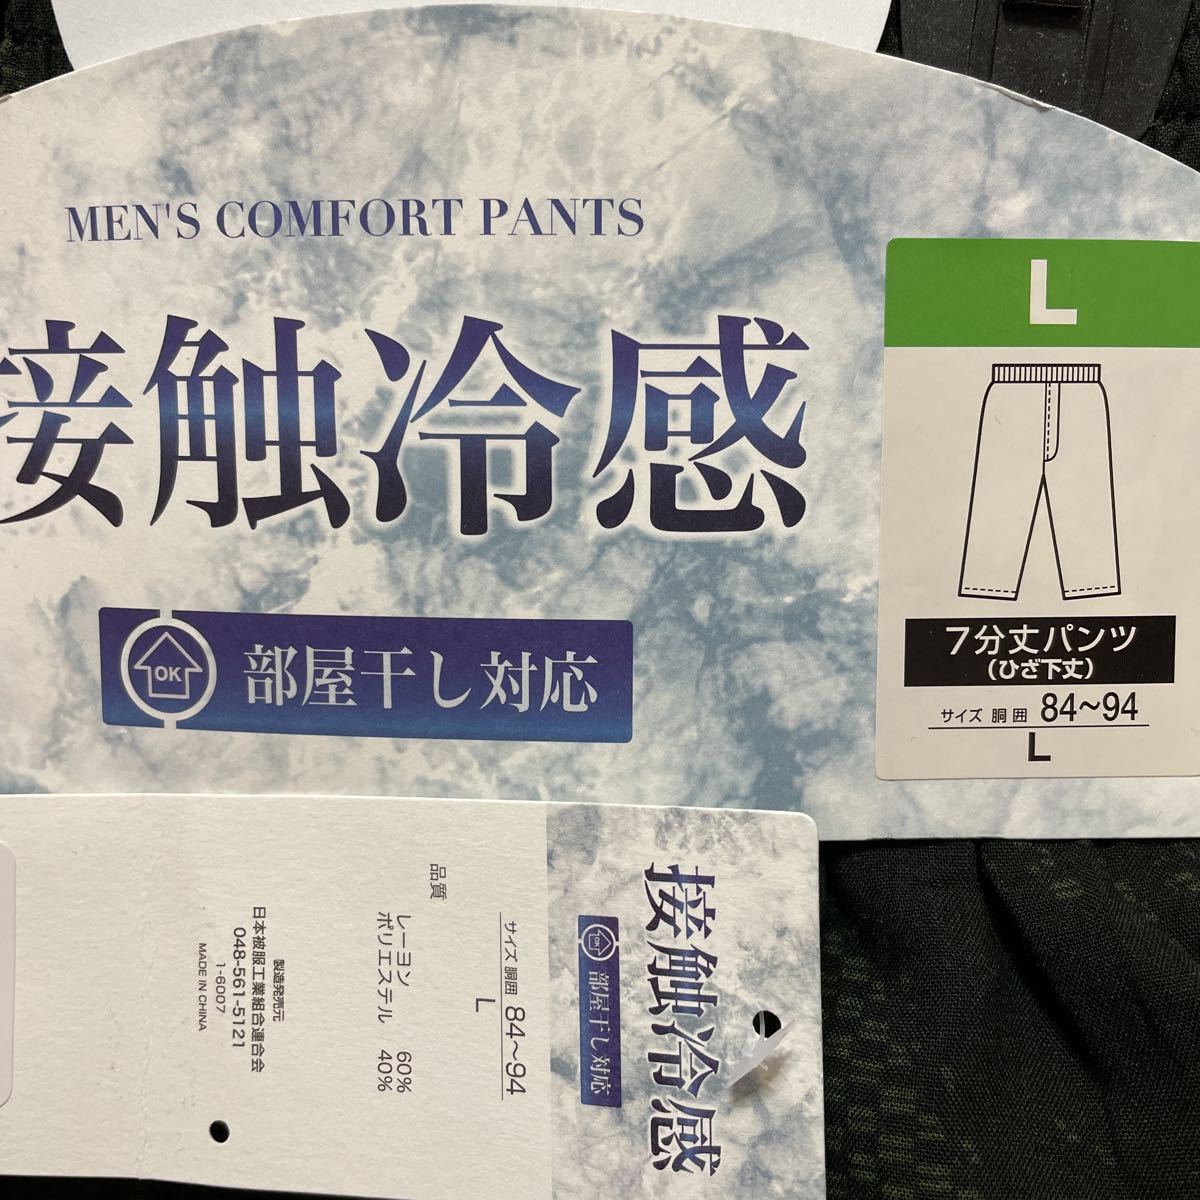 MEN'S COMFORT PANTS
接触冷感
OK
部屋干し対応
L
7分丈パンツ
(ひざ下丈)
サイズ 胴囲 84～94
L
接触冷感
OK
部屋干し対応
サイズ 胴囲 84～94
L
品質
レーヨン 60%
ポリエステル 40%
製造発売元
日本被服工業組合連合会
048-561-5121
1-6007
MADE IN CHINA